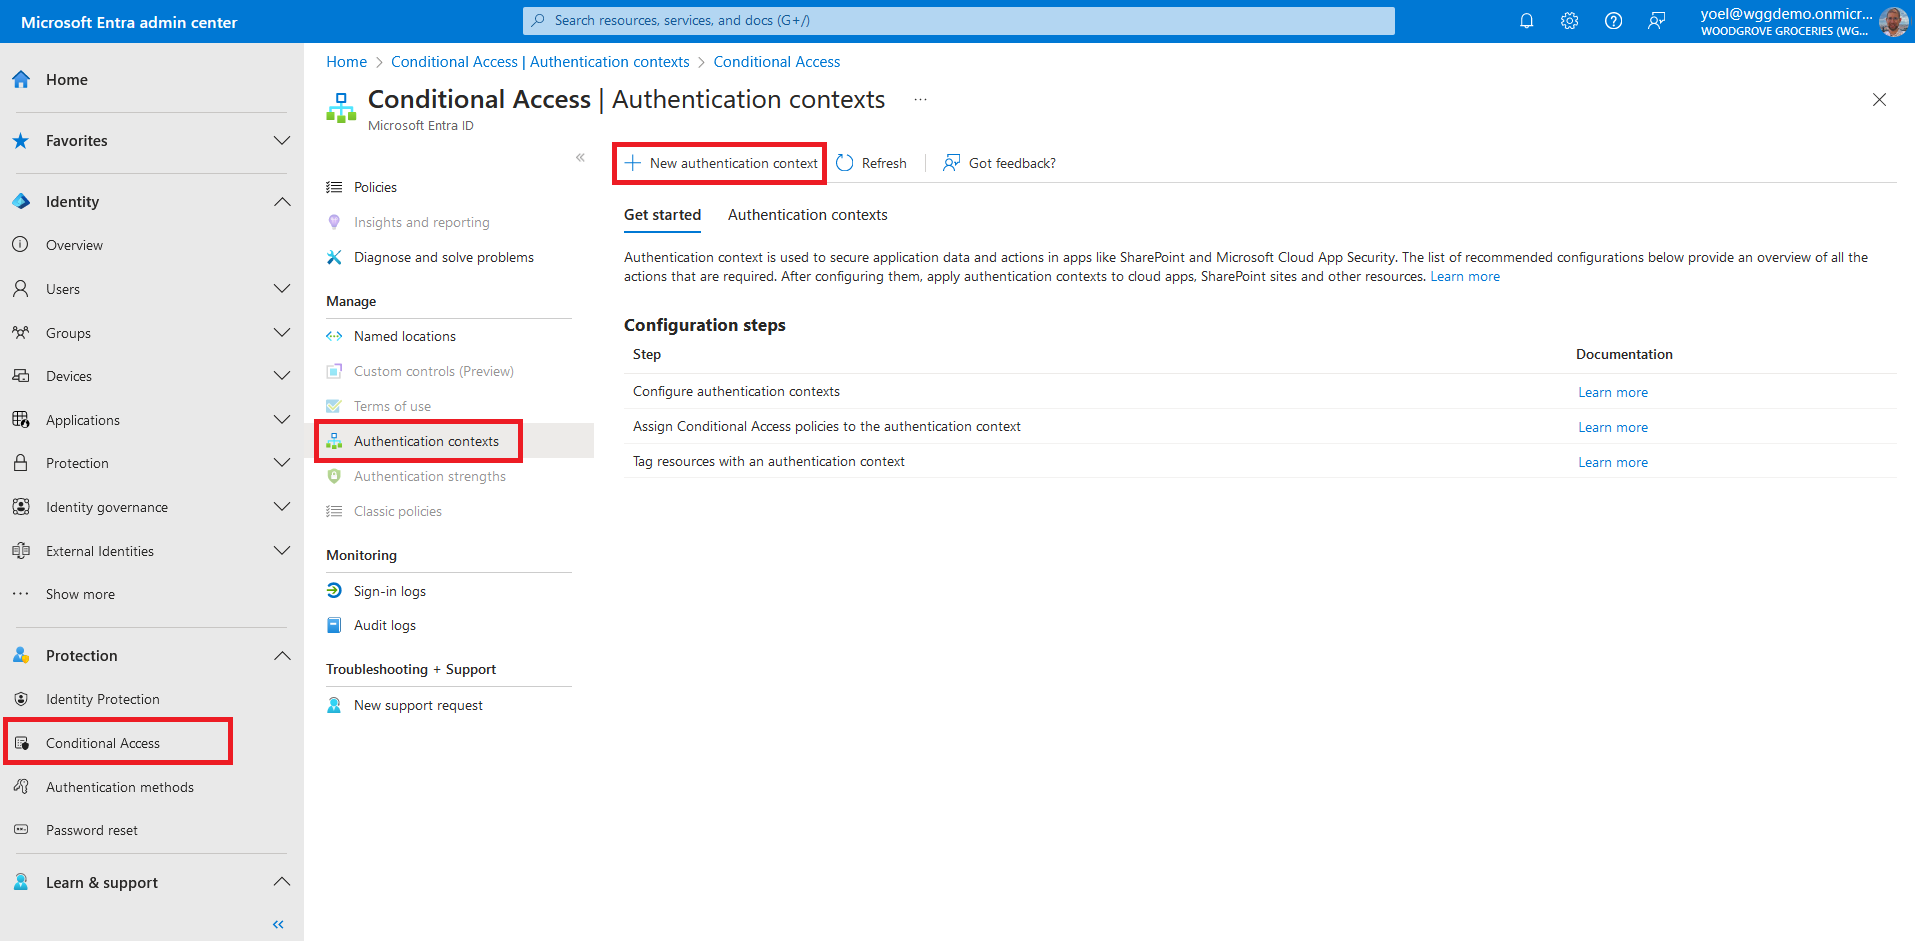 Microsoft Entra admin center
Search resources, services, and docs (G+/)
yoel@wggdemo.onmicr...
WOODGROVE GROCERIES (WG...
Home
Favorites
Identity
Overview
Users
Groups
Devices
Applications
Protection
Identity governance
External Identities
Show more
Protection
Identity Protection
Conditional Access
Authentication methods
Password reset
Learn & support
Home > Conditional Access | Authentication contexts > Conditional Access
Conditional Access | Authentication contexts ...
Microsoft Entra ID
Policies
Insights and reporting
Diagnose and solve problems
Manage
Named locations
Custom controls (Preview)
Terms of use
Authentication contexts
Authentication strengths
Classic policies
Monitoring
Sign-in logs
Audit logs
Troubleshooting + Support
New support request
New authentication context Refresh Got feedback?
Get started Authentication contexts
Authentication context is used to secure application data and actions in apps like SharePoint and Microsoft Cloud App Security. The list of recommended configurations below provide an overview of all the
actions that are required. After configuring them, apply authentication contexts to cloud apps, SharePoint sites and other resources. Learn more
Configuration steps
Step Documentation
Configure authentication contexts Learn more
Assign Conditional Access policies to the authentication context Learn more
Tag resources with an authentication context Learn more